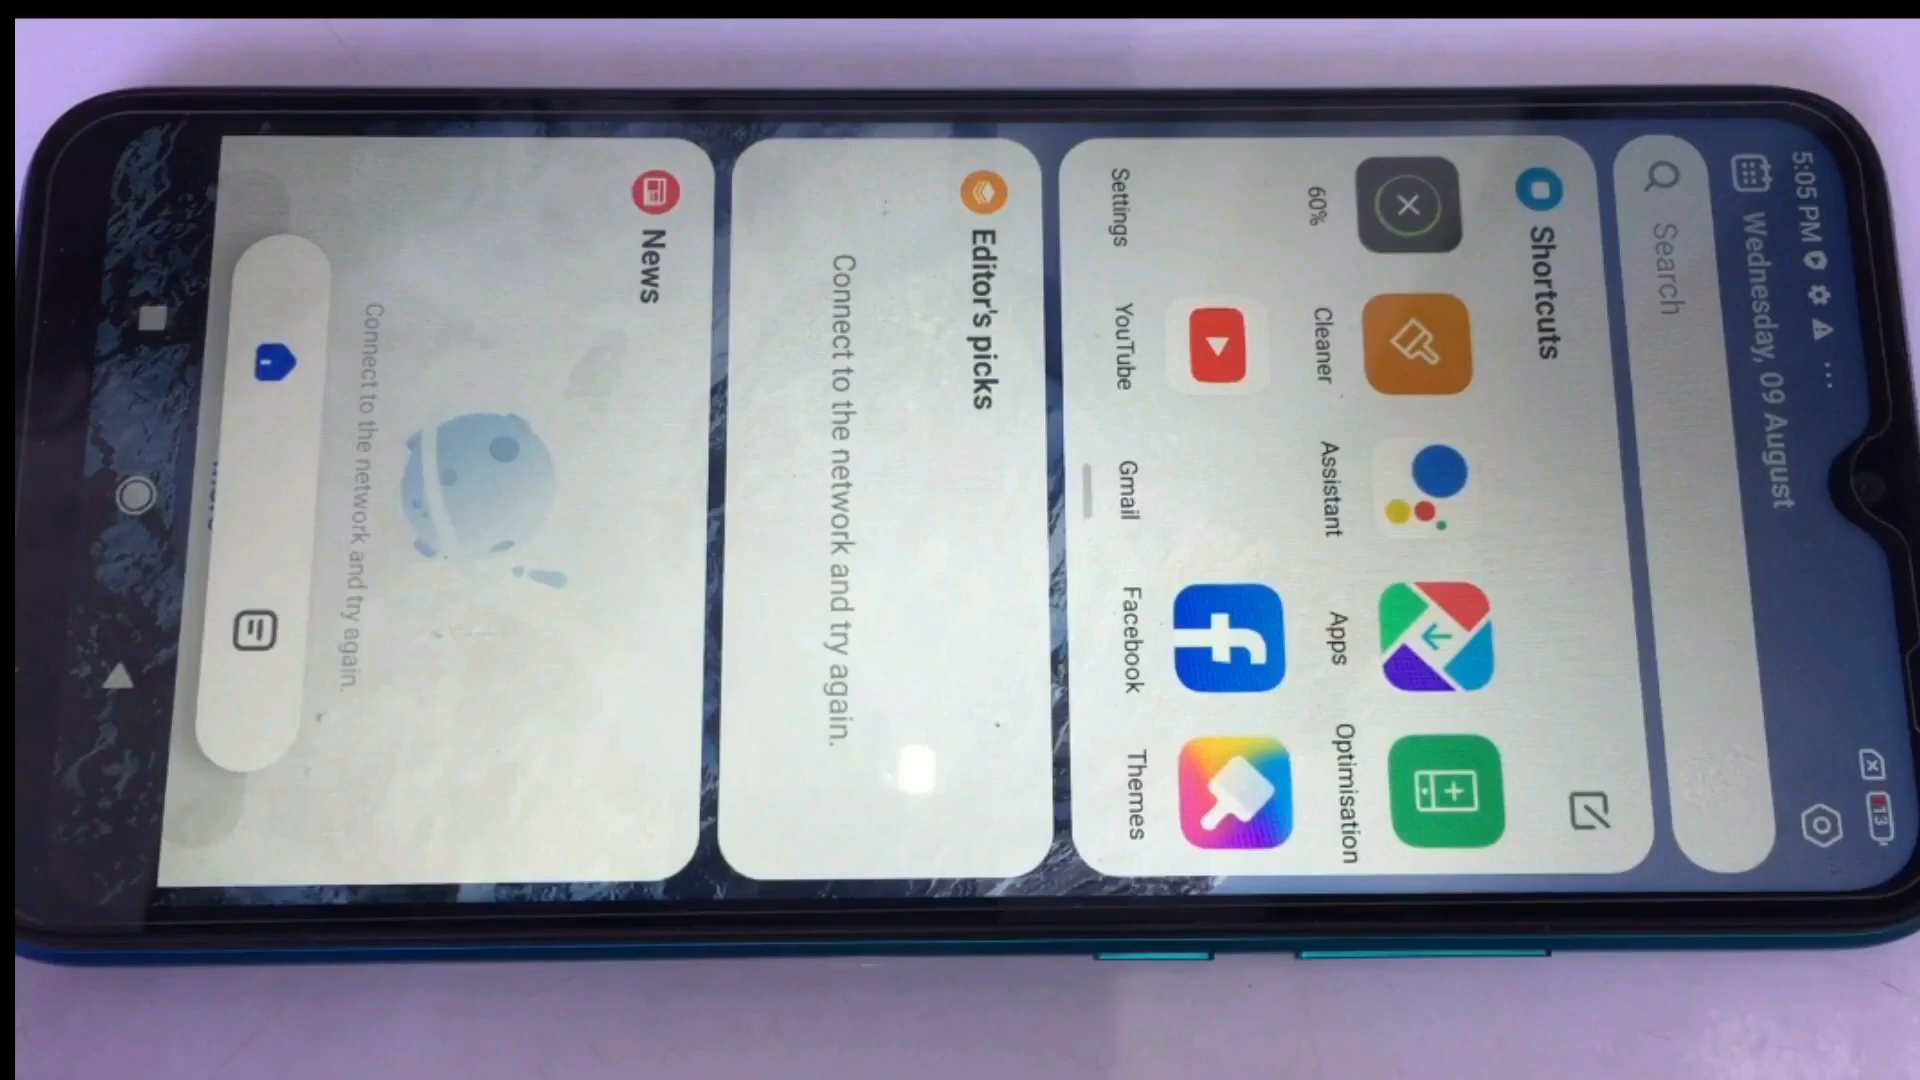 5:05 PM
13
Wednesday, 09 August
Search
Shortcuts
60%
Cleaner
Assistant
Apps
Optimisation
Settings
YouTube
Gmail
Facebook
Themes
Editor's picks
Connect to the network and try again.
News
Connect to the network and try again.